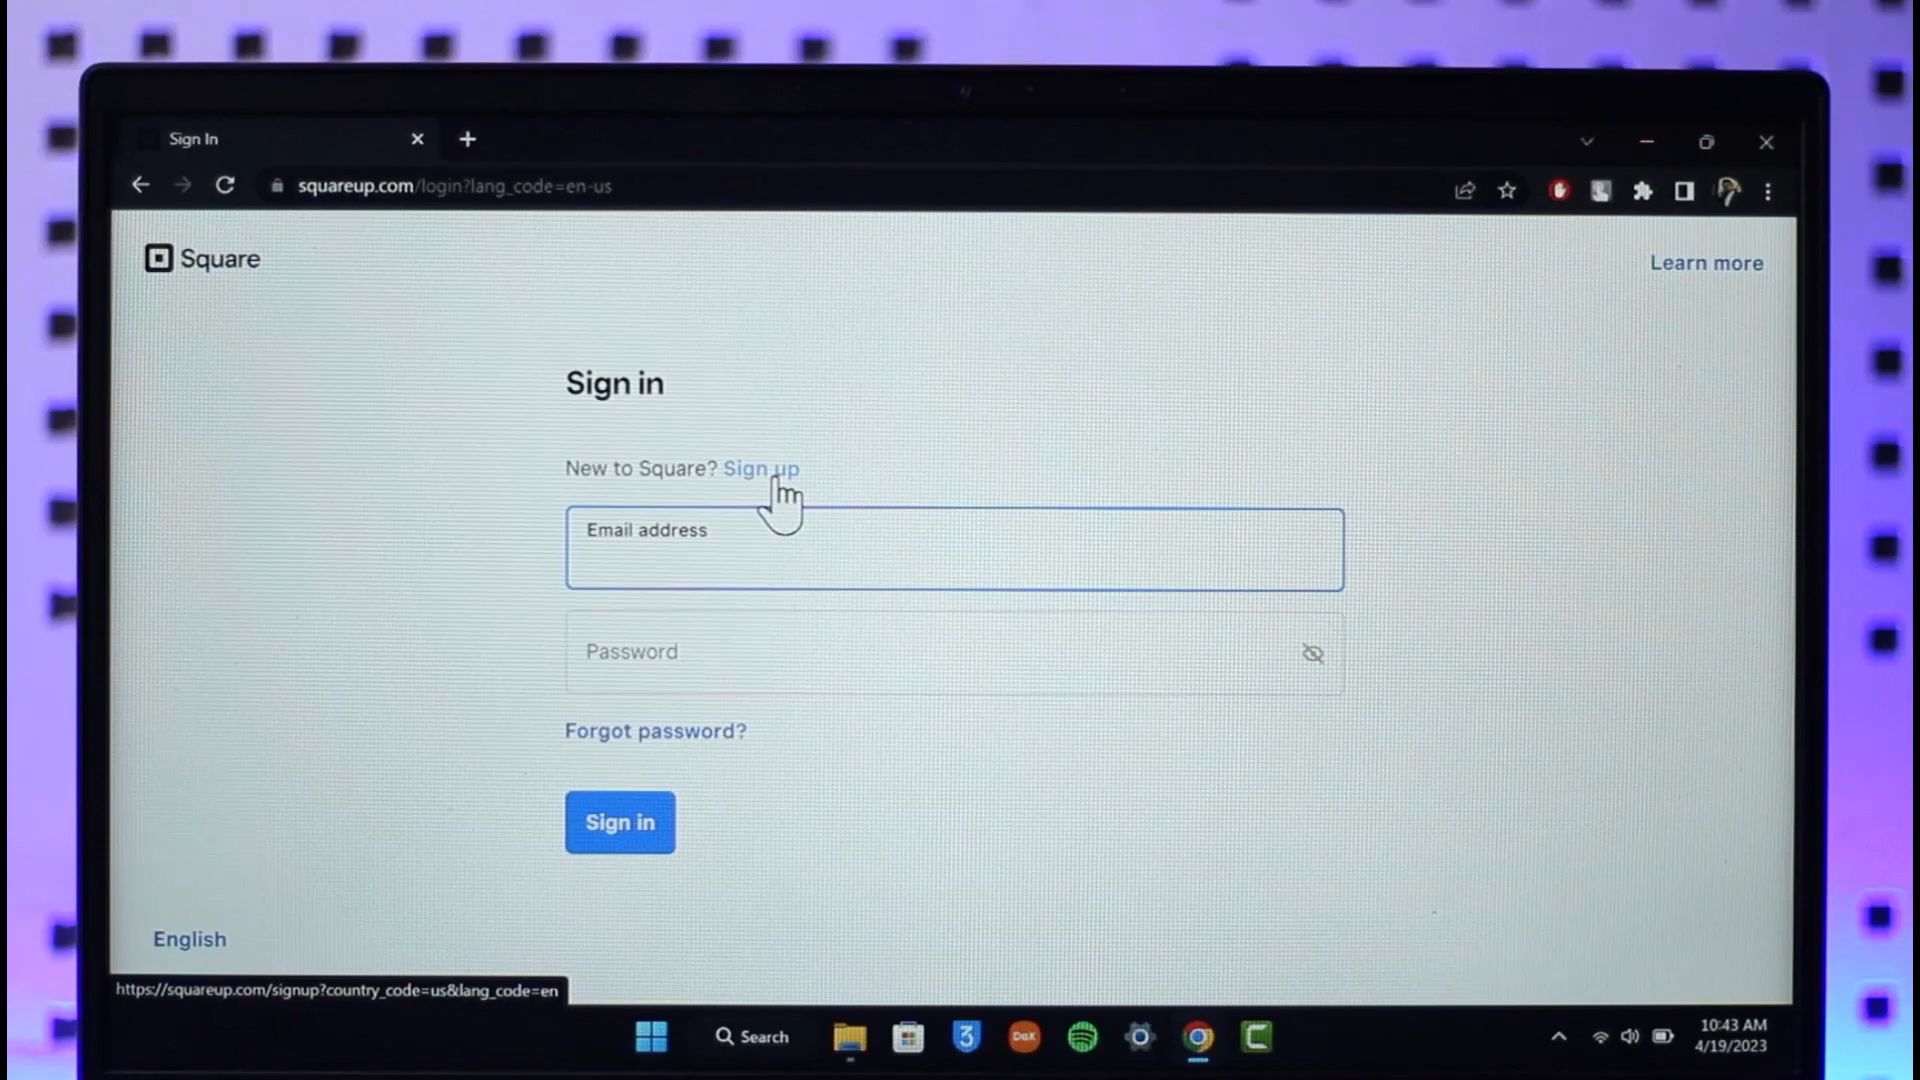 Sign In
squareup.com/login?lang_code=en-us
Square
Learn more
Sign in
New to Square? Sign up
Email address
Password
Forgot password?
Sign in
English
https://squareup.com/signup?country_code=us&lang_code=en
Search
3
DaX
C
10:43 AM
4/19/2023